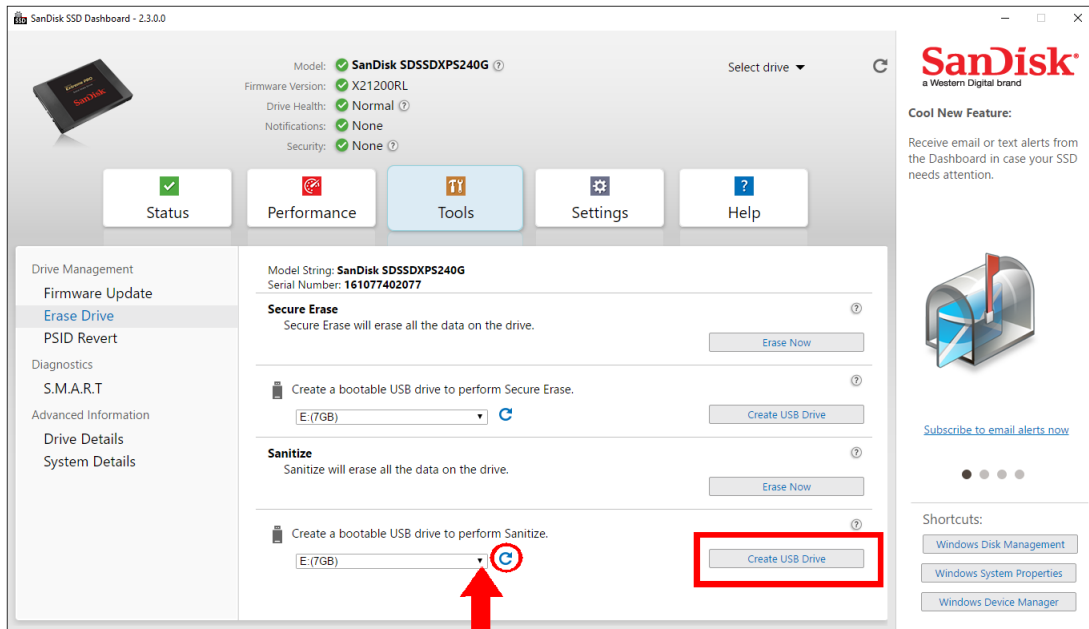 SanDisk SSD Dashboard - 2.3.0.0
Model: SanDisk SDSSDXPS240G ?
Firmware Version: X21200RL
Drive Health: Normal ?
Notifications: None
Security: None ?
Select drive
SanDisk
a Western Digital brand
Cool New Feature:
Receive email or text alerts from
the Dashboard in case your SSD
needs attention.
Subscribe to email alerts now
Shortcuts:
Windows Disk Management
Windows System Properties
Windows Device Manager
SSD
Extreme PRO
SanDisk
Status
Performance
Tools
Settings
? Help
Drive Management
Firmware Update
Erase Drive
PSID Revert
Diagnostics
S.M.A.R.T
Advanced Information
Drive Details
System Details
Model String: SanDisk SDSSDXPS240G
Serial Number: 161077402077
Secure Erase ?
Secure Erase will erase all the data on the drive.
Erase Now
?
Create a bootable USB drive to perform Secure Erase.
E:(7GB)
Create USB Drive
Sanitize ?
Sanitize will erase all the data on the drive.
Erase Now
?
Create a bootable USB drive to perform Sanitize.
E:(7GB)
Create USB Drive